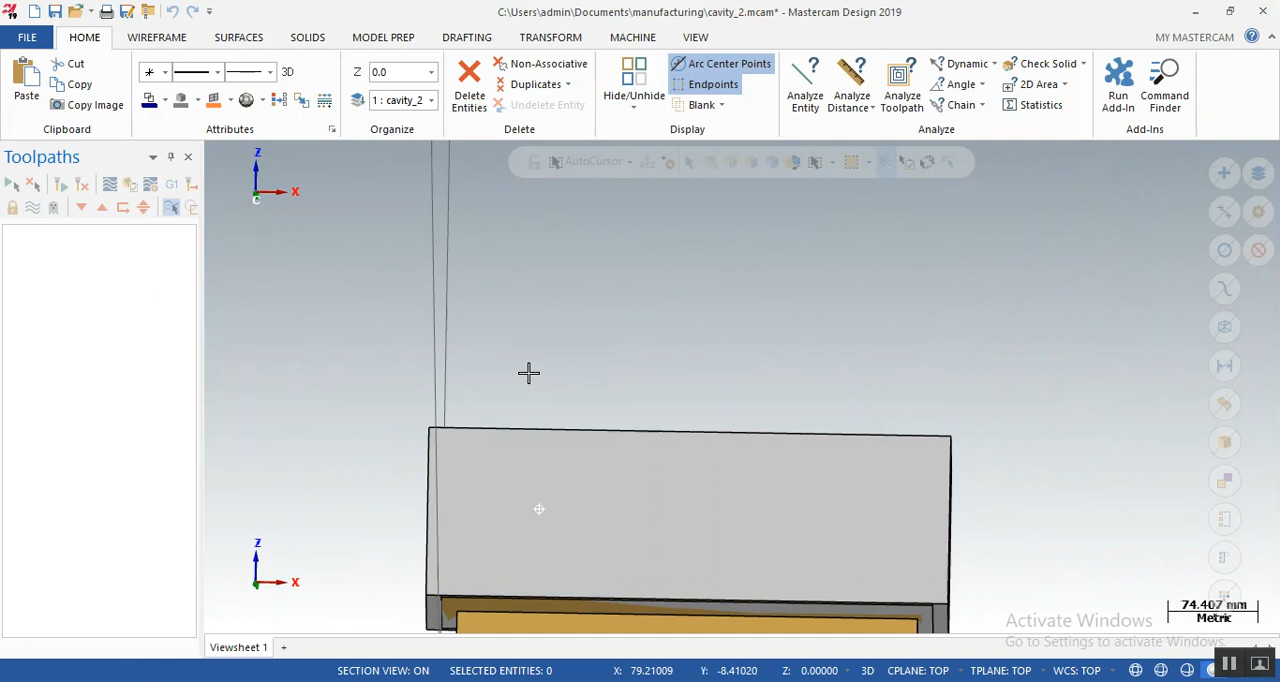 C:\Users\admin\Documents\manufacturing\cavity_2.mcam* - Mastercam Design 2019
FILE HOME WIREFRAME SURFACES SOLIDS MODEL PREP DRAFTING TRANSFORM MACHINE VIEW MY MASTERCAM
Paste
Cut
Copy
Copy Image
Clipboard
3D
Attributes
Z 0.0
1 : cavity_2
Organize
Delete Entities
Non-Associative
Duplicates
Undelete Entity
Delete
Hide/Unhide
Arc Center Points
Endpoints
Blank
Display
Analyze Entity
Analyze Distance
Analyze Toolpath
Dynamic
Angle
Chain
Check Solid
2D Area
Statistics
Analyze
Run Add-In
Command Finder
Add-Ins
Toolpaths
G1
AutoCursor
Z
X
C
Z
X
74.407 mm
Metric
Activate Windows
Go to Settings to activate Windows.
Viewsheet 1
SECTION VIEW: ON SELECTED ENTITIES: 0 X: 79.21009 Y: -8.41020 Z: 0.00000 3D CPLANE: TOP TPLANE: TOP WCS: TOP